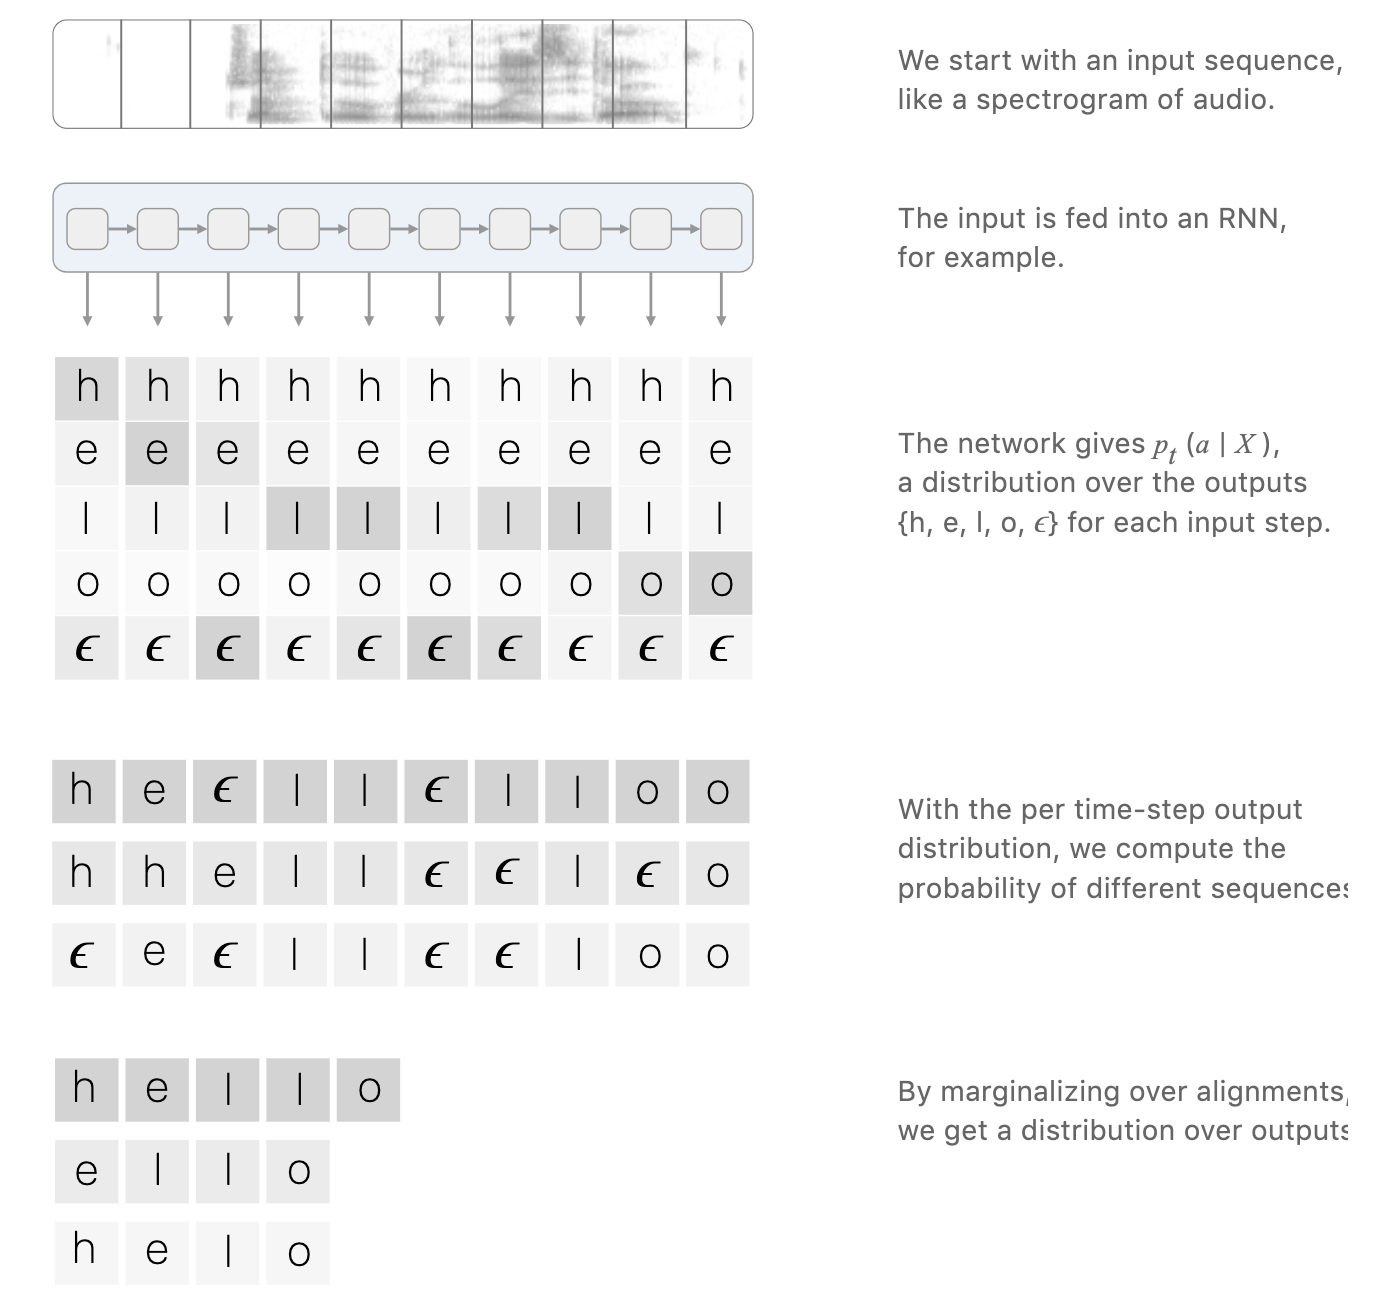 We start with an input sequence,
like a spectrogram of audio.
The input is fed into an RNN,
for example.
h h h h h h h h h h
e e e e e e e e e e
l l l l l l l l l l
o o o o o o o o o o
ϵ ϵ ϵ ϵ ϵ ϵ ϵ ϵ ϵ ϵ
The network gives pₜ (a | X),
a distribution over the outputs
{h, e, l, o, ϵ} for each input step.
h e ϵ l l ϵ l l o o
h h e l l ϵ ϵ l ϵ o
ϵ e ϵ l l ϵ ϵ l o o
With the per time-step output
distribution, we compute the
probability of different sequences
h e l l o
e l l o
h e l o
By marginalizing over alignments,
we get a distribution over outputs